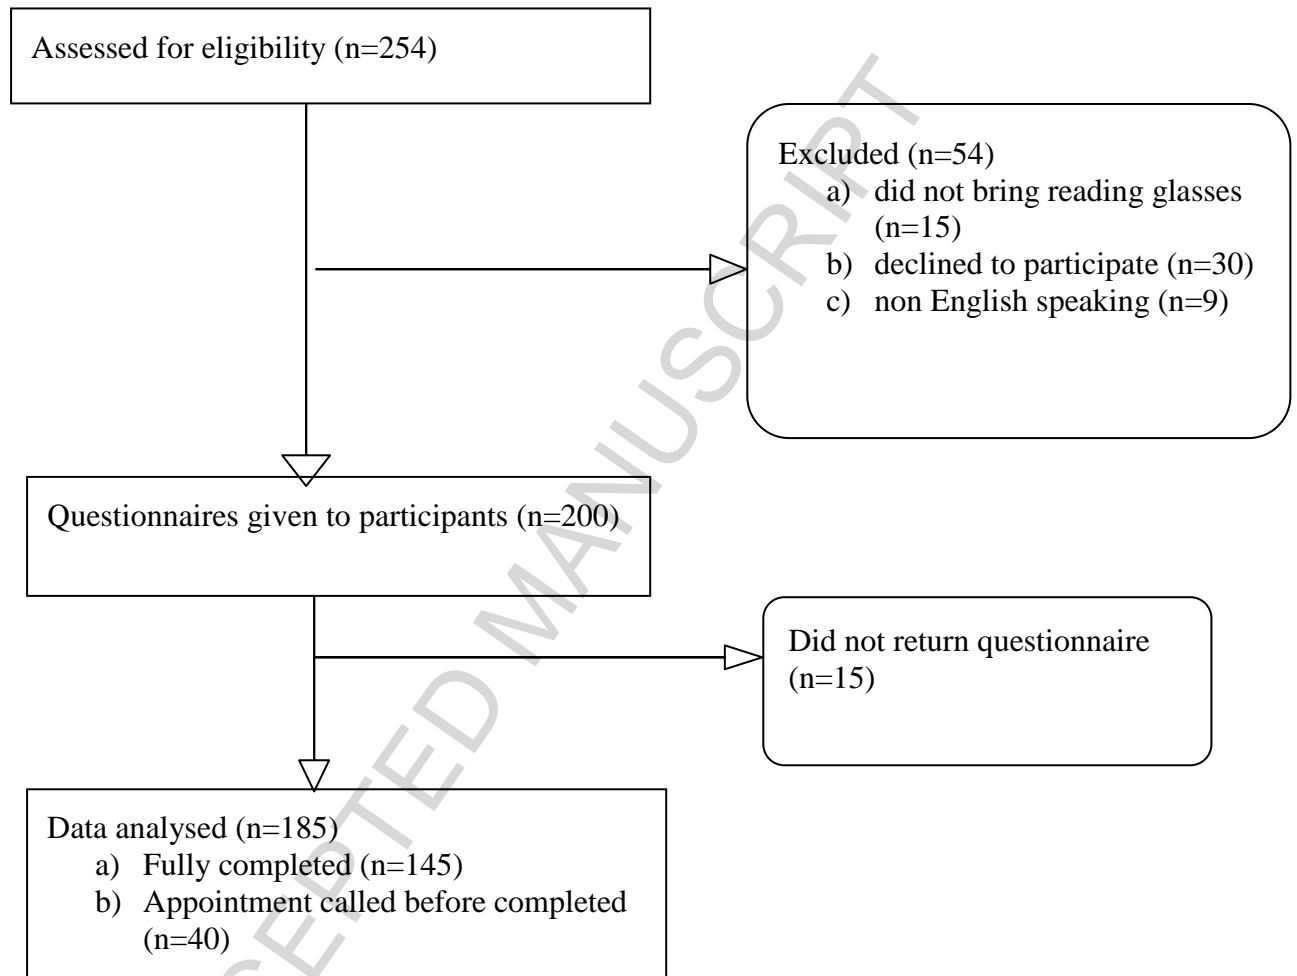 Assessed for eligibility (n=254)
Excluded (n=54)
a) did not bring reading glasses
(n=15)
b) declined to participate (n=30)
c) non English speaking (n=9)
Questionnaires given to participants (n=200)
Did not return questionnaire
(n=15)
Data analysed (n=185)
a) Fully completed (n=145)
b) Appointment called before completed
(n=40)
CEPTED MANUSCRIPT